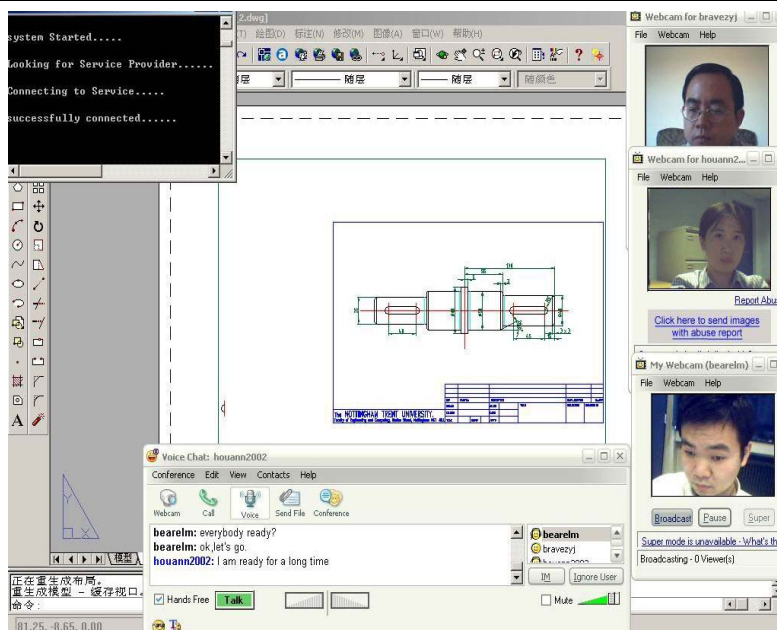 system Started.....
Looking for Service Provider......
Connecting to Service.....
successfully connected......
2.dwg]
绘图(D) 标注(N) 修改(M) 图像(A) 窗口(W) 帮助(H)
随层 随层 随颜色
Webcam for bravezyj
File Webcam Help
Webcam for houann2...
File Webcam Help
Report Abu
Click here to send images
with abuse report
My Webcam (bearelm)
File Webcam Help
Broadcast Pause Super
Super mode is unavailable - What's th
Broadcasting - 0 Viewer(s)
The NOTTINGHAM TRENT UNIVERSITY.
Voice Chat: houann2002
Conference Edit View Contacts Help
Webcam Call Voice Send File Conference
bearelm: everybody ready?
bearelm: ok,let's go.
houann2002: I am ready for a long time
bearelm
bravezyj
houann2002
IM Ignore User
Hands Free Talk Mute
模型
正在重生成布局。
重生成模型 - 缓存视口.
命令:
81.25, -8.65, 0.00